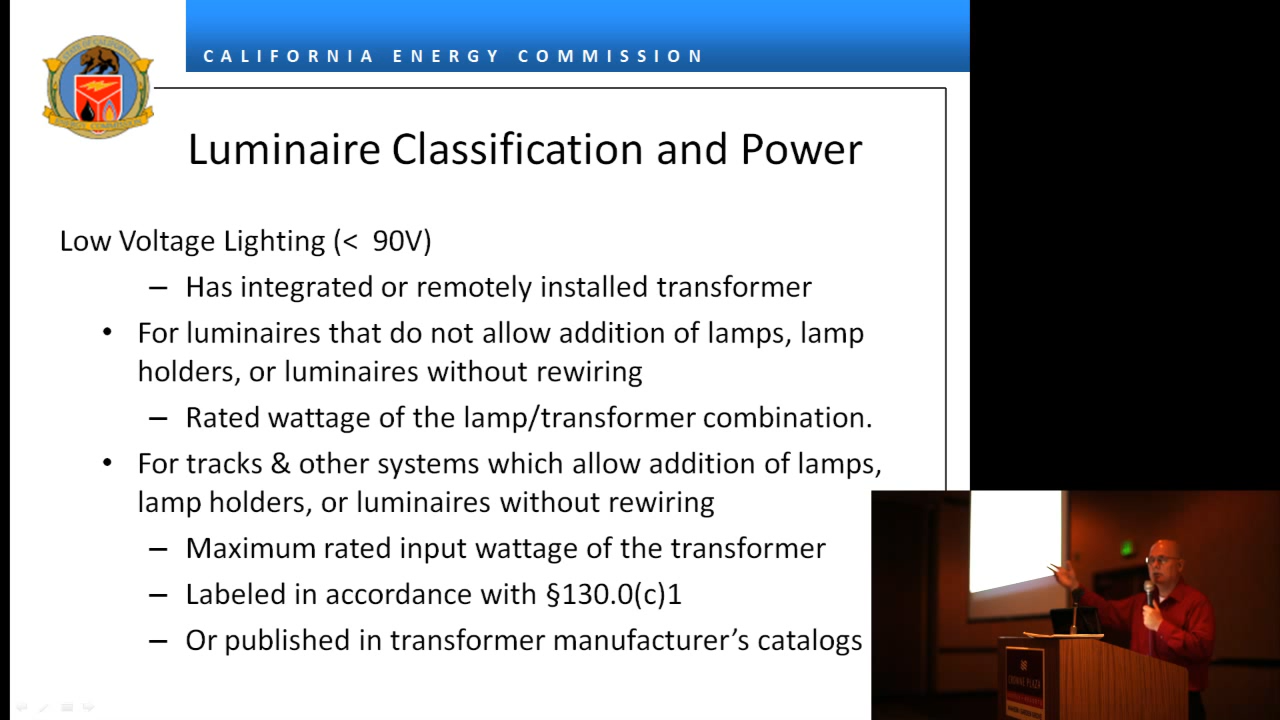 CALIFORNIA ENERGY COMMISSION
Luminaire Classification and Power
Low Voltage Lighting (< 90V)
– Has integrated or remotely installed transformer
• For luminaires that do not allow addition of lamps, lamp
holders, or luminaires without rewiring
– Rated wattage of the lamp/transformer combination.
• For tracks & other systems which allow addition of lamps,
lamp holders, or luminaires without rewiring
– Maximum rated input wattage of the transformer
– Labeled in accordance with §130.0(c)1
– Or published in transformer manufacturer’s catalogs
PLAZA